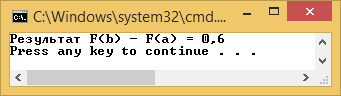 C:\Windows\system32\cmd....
Результат F(b) - F(a) = 0,6
Press any key to continue . . .